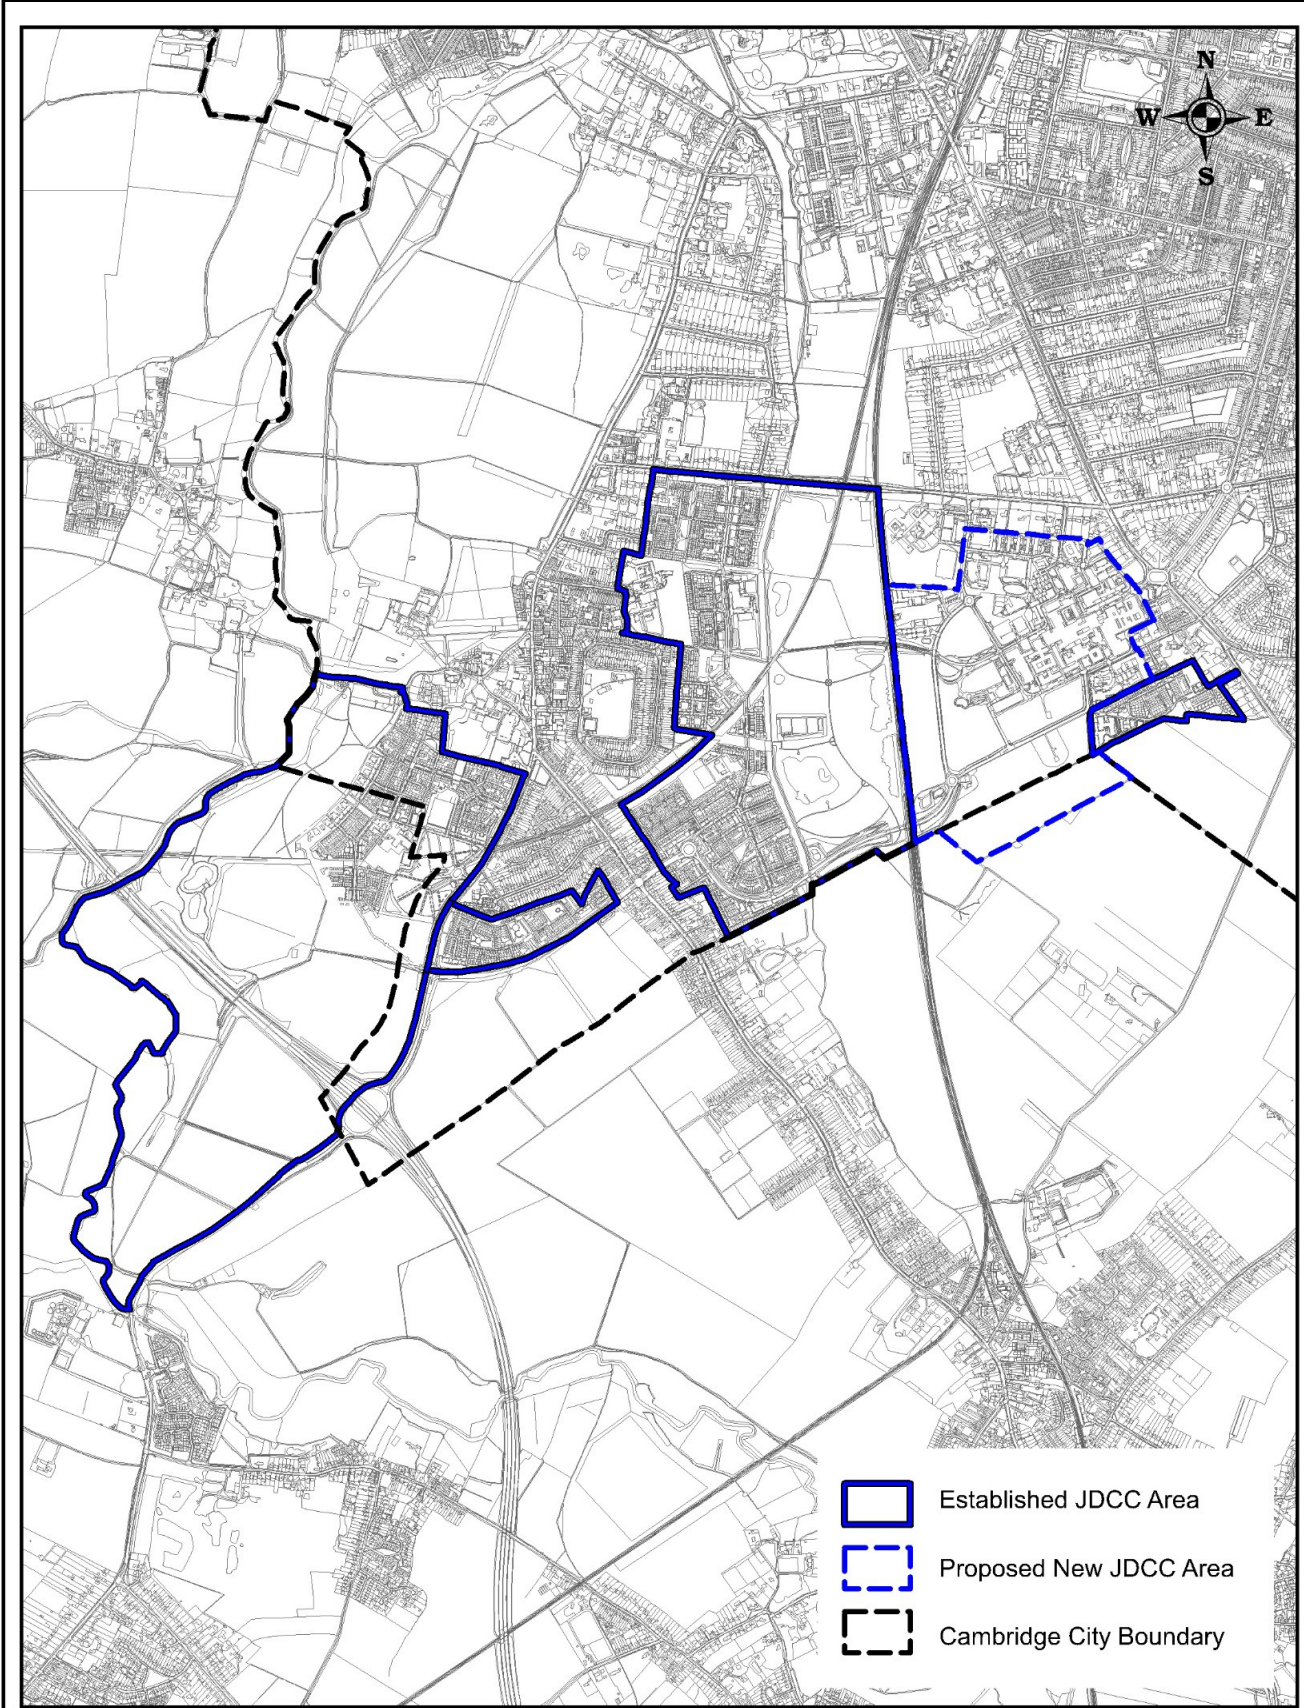 N
W E
S
Established JDCC Area
Proposed New JDCC Area
Cambridge City Boundary